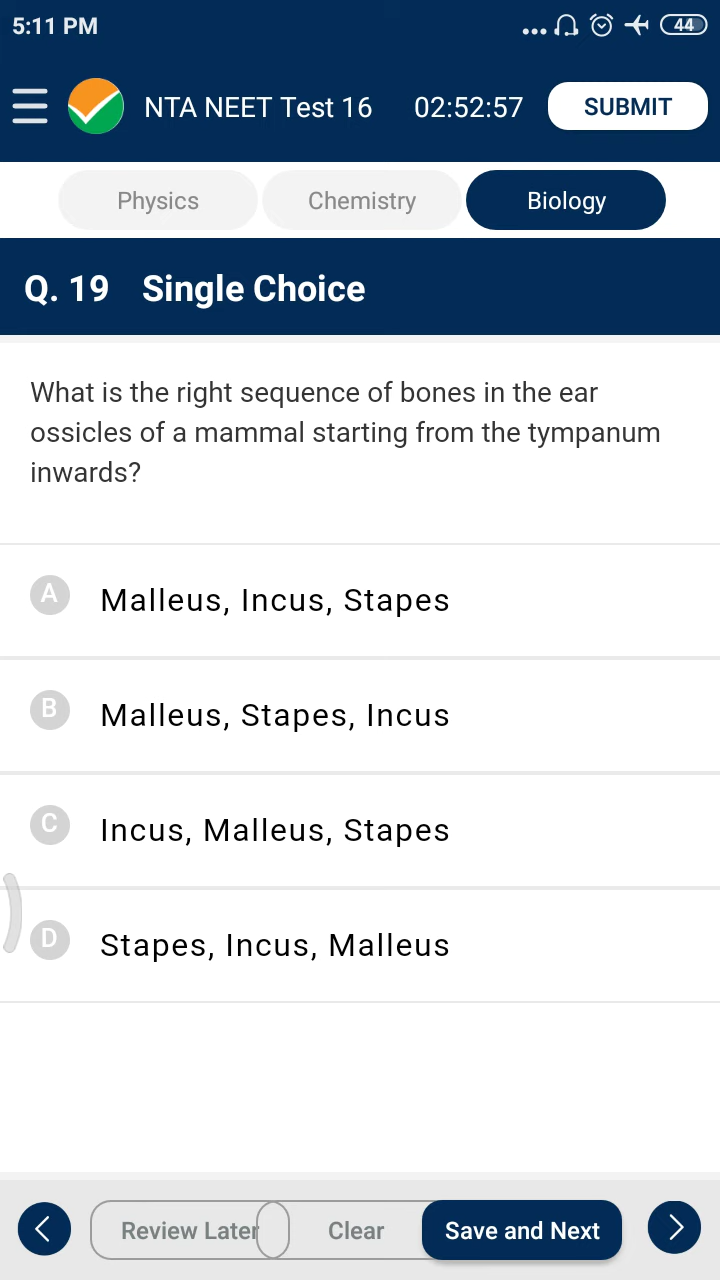 5:11 PM
44
NTA NEET Test 16 02:52:57 SUBMIT
Physics Chemistry Biology
Q. 19 Single Choice
What is the right sequence of bones in the ear
ossicles of a mammal starting from the tympanum
inwards?
A Malleus, Incus, Stapes
B Malleus, Stapes, Incus
C Incus, Malleus, Stapes
D Stapes, Incus, Malleus
Review Later Clear Save and Next